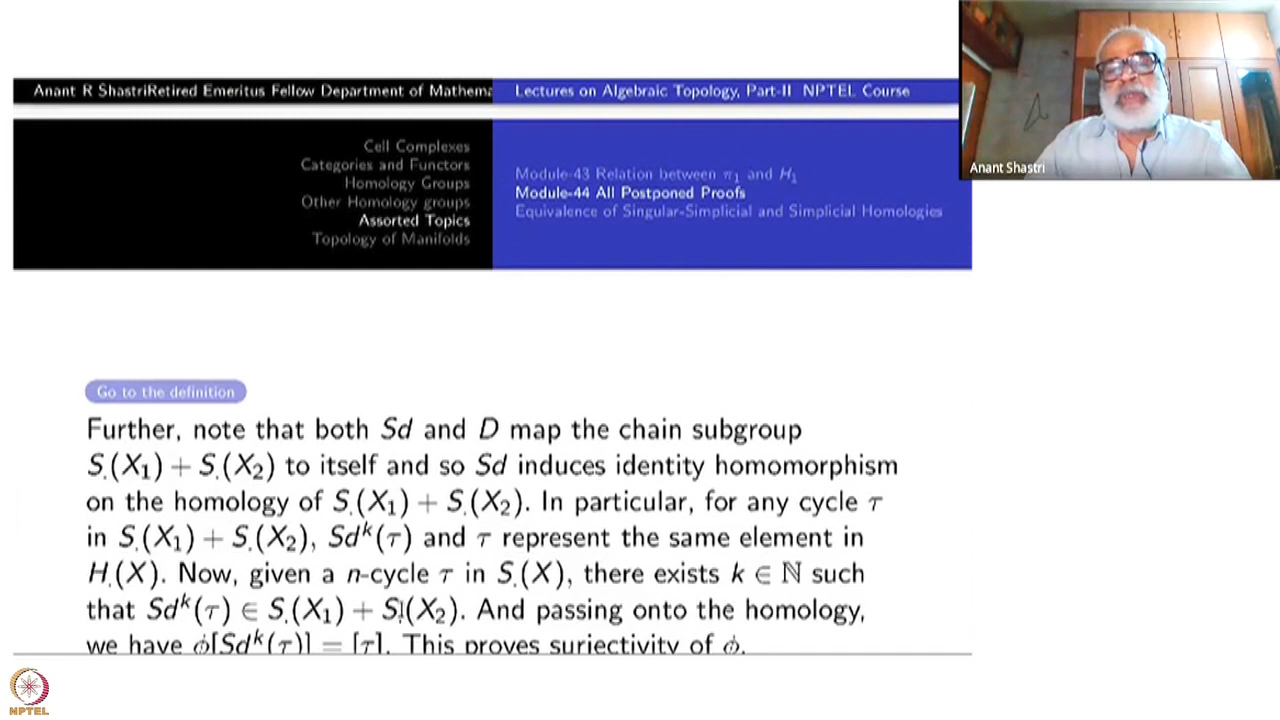 Anant R ShastriRetired Emeritus Fellow Department of Mathema
Lectures on Algebraic Topology, Part-II NPTEL Course
Cell Complexes
Categories and Functors
Homology Groups
Other Homology groups
Assorted Topics
Topology of Manifolds
Module-43 Relation between π₁ and H₁
Module-44 All Postponed Proofs
Equivalence of Singular-Simplicial and Simplicial Homologies
Anant Shastri
Go to the definition
Further, note that both Sd and D map the chain subgroup
S.(X₁) + S.(X₂) to itself and so Sd induces identity homomorphism
on the homology of S.(X₁) + S.(X₂). In particular, for any cycle τ
in S.(X₁) + S.(X₂), Sdᵏ(τ) and τ represent the same element in
H.(X). Now, given a n-cycle τ in S.(X), there exists k ∈ ℕ such
that Sdᵏ(τ) ∈ S.(X₁) + S.(X₂). And passing onto the homology,
we have ϕ[Sdᵏ(τ)] = [τ]. This proves surjectivity of ϕ.
NPTEL